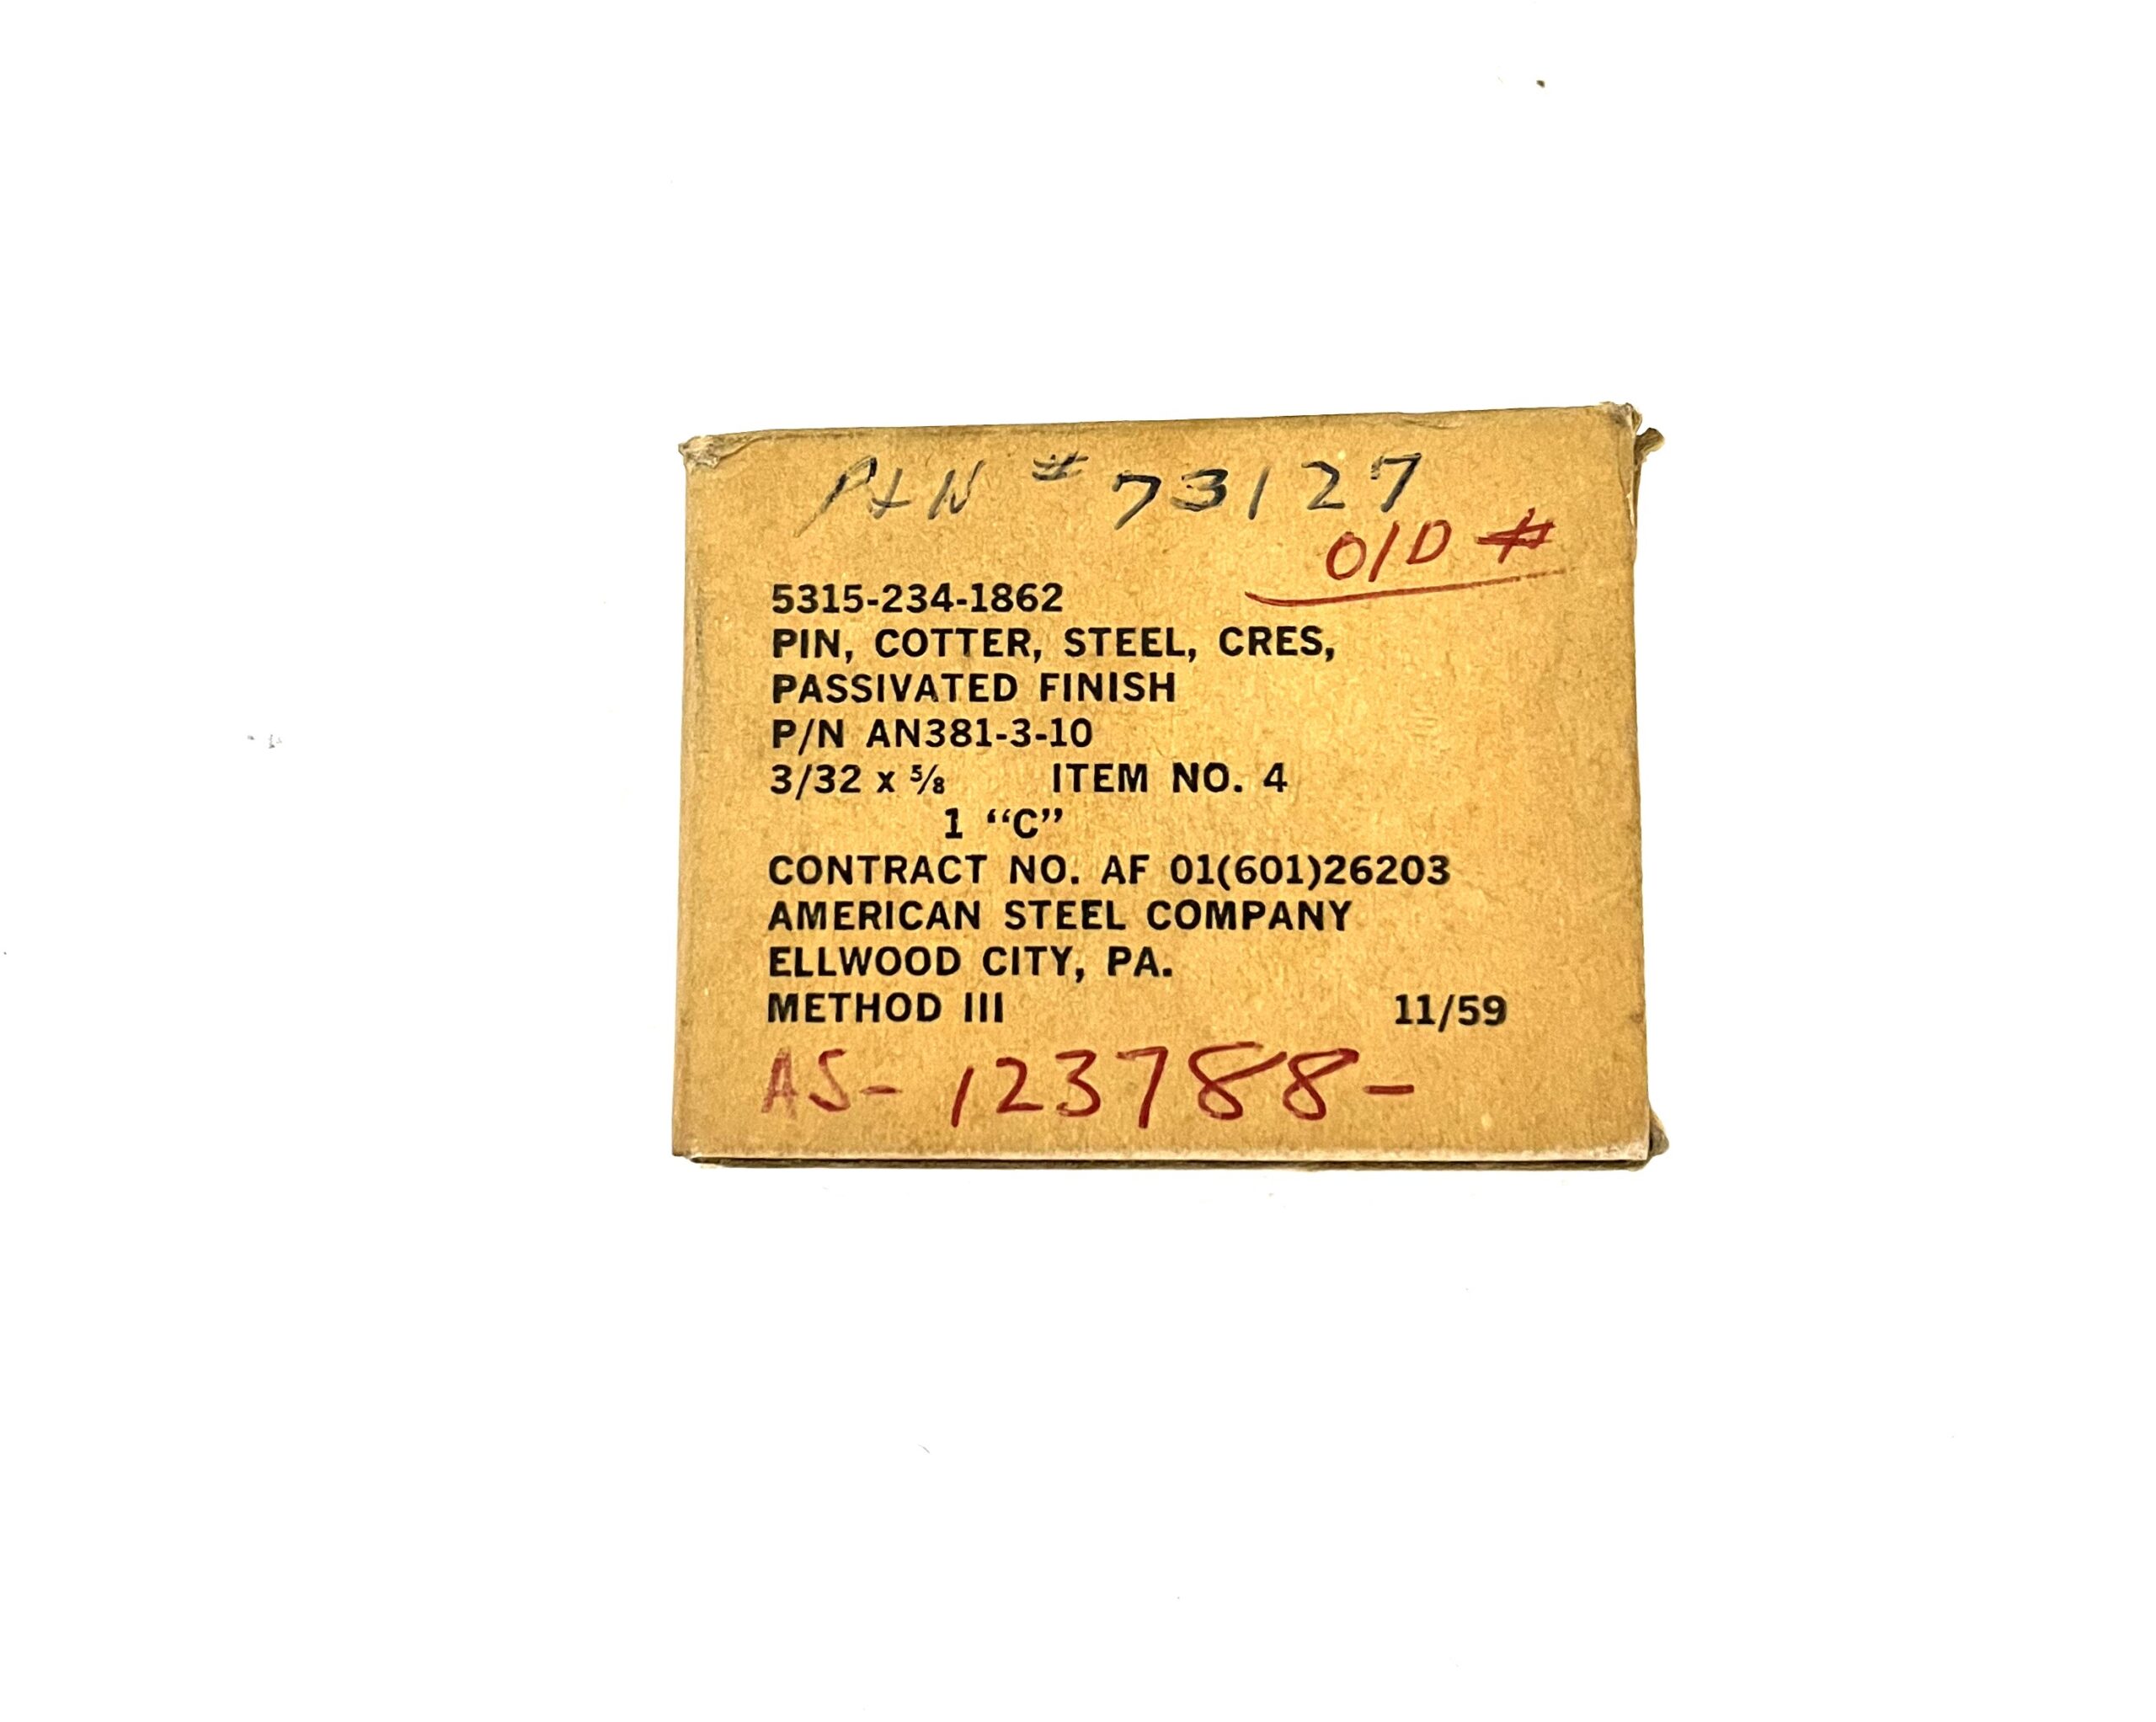 P/N # 73127
OLD #
5315-234-1862
PIN, COTTER, STEEL, CRES,
PASSIVATED FINISH
P/N AN381-3-10
3/32 x 5/8 ITEM NO. 4
1 “C”
CONTRACT NO. AF 01(601)26203
AMERICAN STEEL COMPANY
ELLWOOD CITY, PA.
METHOD III 11/59
AS-123788-